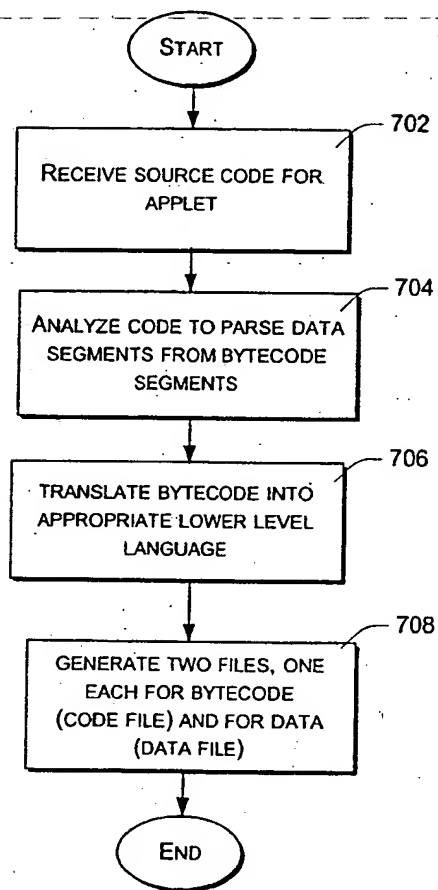 START
702
RECEIVE SOURCE CODE FOR
APPLET
704
ANALYZE CODE TO PARSE DATA
SEGMENTS FROM BYTECODE
SEGMENTS
706
TRANSLATE BYTECODE INTO
APPROPRIATE LOWER LEVEL
LANGUAGE
708
GENERATE TWO FILES, ONE
EACH FOR BYTECODE
(CODE FILE) AND FOR DATA
(DATA FILE)
END